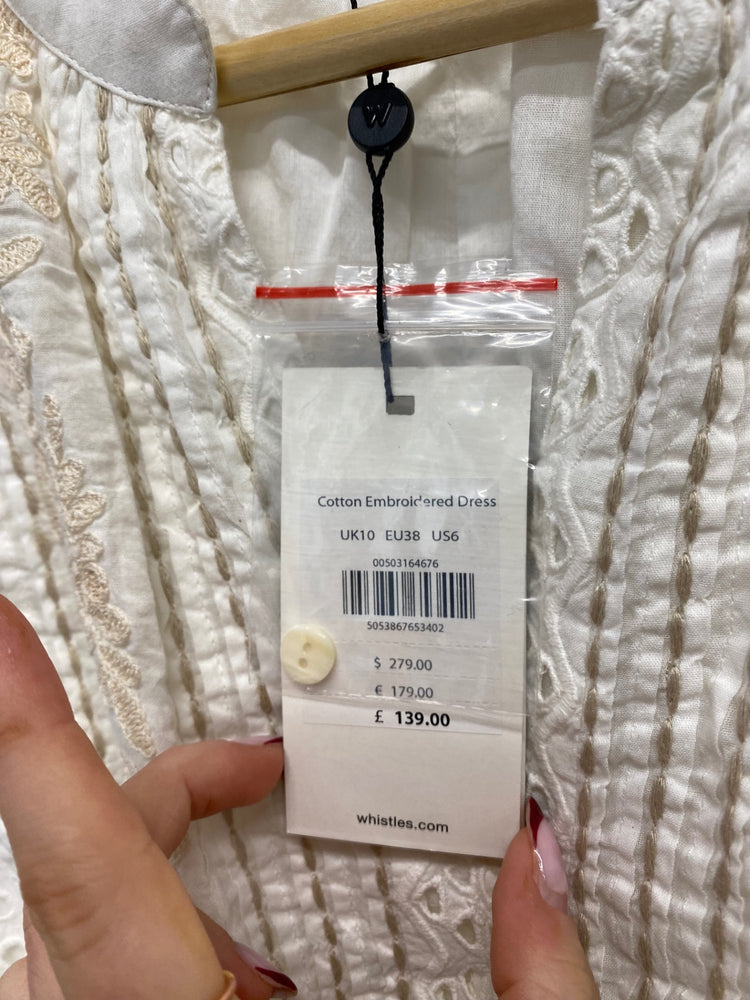 W
Cotton Embroidered Dress
UK10 EU38 US6
00503164676
5053867653402
$ 279.00
€ 179.00
£ 139.00
whistles.com